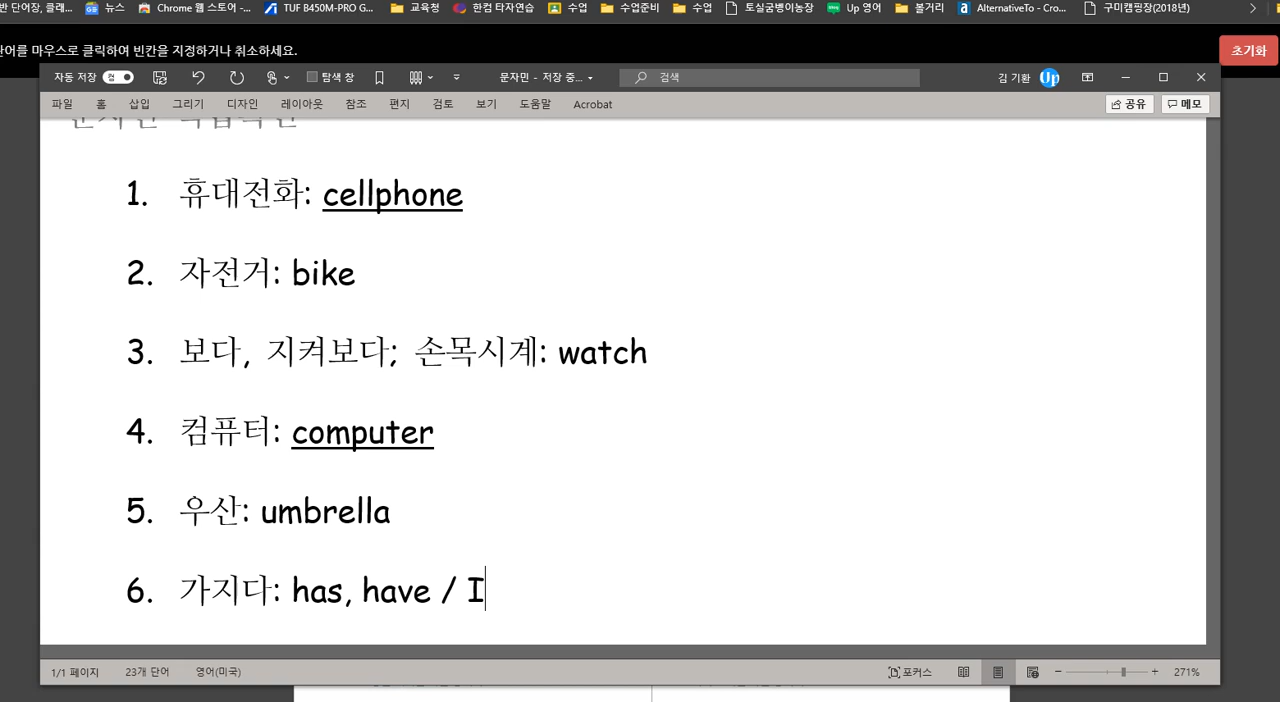 반 단어장, 클래... 뉴스 Chrome 웹 스토어 -... TUF B450M-PRO G... 교육청 한컴 타자연습 수업 수업준비 수업 토실굼벵이농장 Up 영어 볼거리 AlternativeTo - Cro... 구미캠핑장(2018년)
단어를 마우스로 클릭하여 빈칸을 지정하거나 취소하세요. 초기화
자동 저장 탐색 창 문자민 - 저장 중... 검색 김 기환 Up
파일 홈 삽입 그리기 디자인 레이아웃 참조 편지 검토 보기 도움말 Acrobat 공유 메모
1. 휴대전화: cellphone
2. 자전거: bike
3. 보다, 지켜보다; 손목시계: watch
4. 컴퓨터: computer
5. 우산: umbrella
6. 가지다: has, have / I
1/1 페이지 23개 단어 영어(미국) 포커스 271%